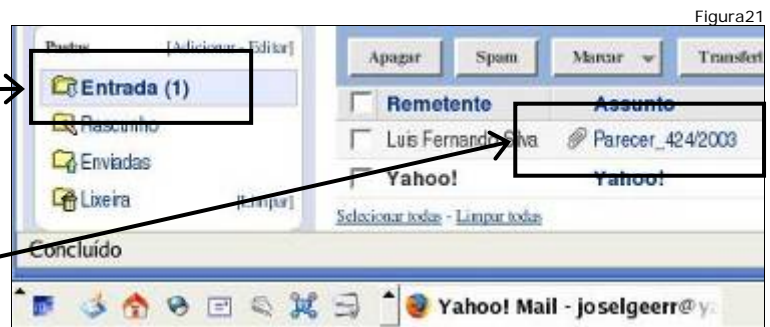 Figura21
Pastas [Adicionar - Editar]
Entrada (1)
Rascunho
Enviadas
Lixeira [Limpar]
Apagar Spam Marcar Transferi
Remetente Assunto
Luis Fernando Silva Parecer_424/2003
Yahoo! Yahoo!
Selecionar todas - Limpar todas
Concluído
Yahoo! Mail - joselgeerr@y